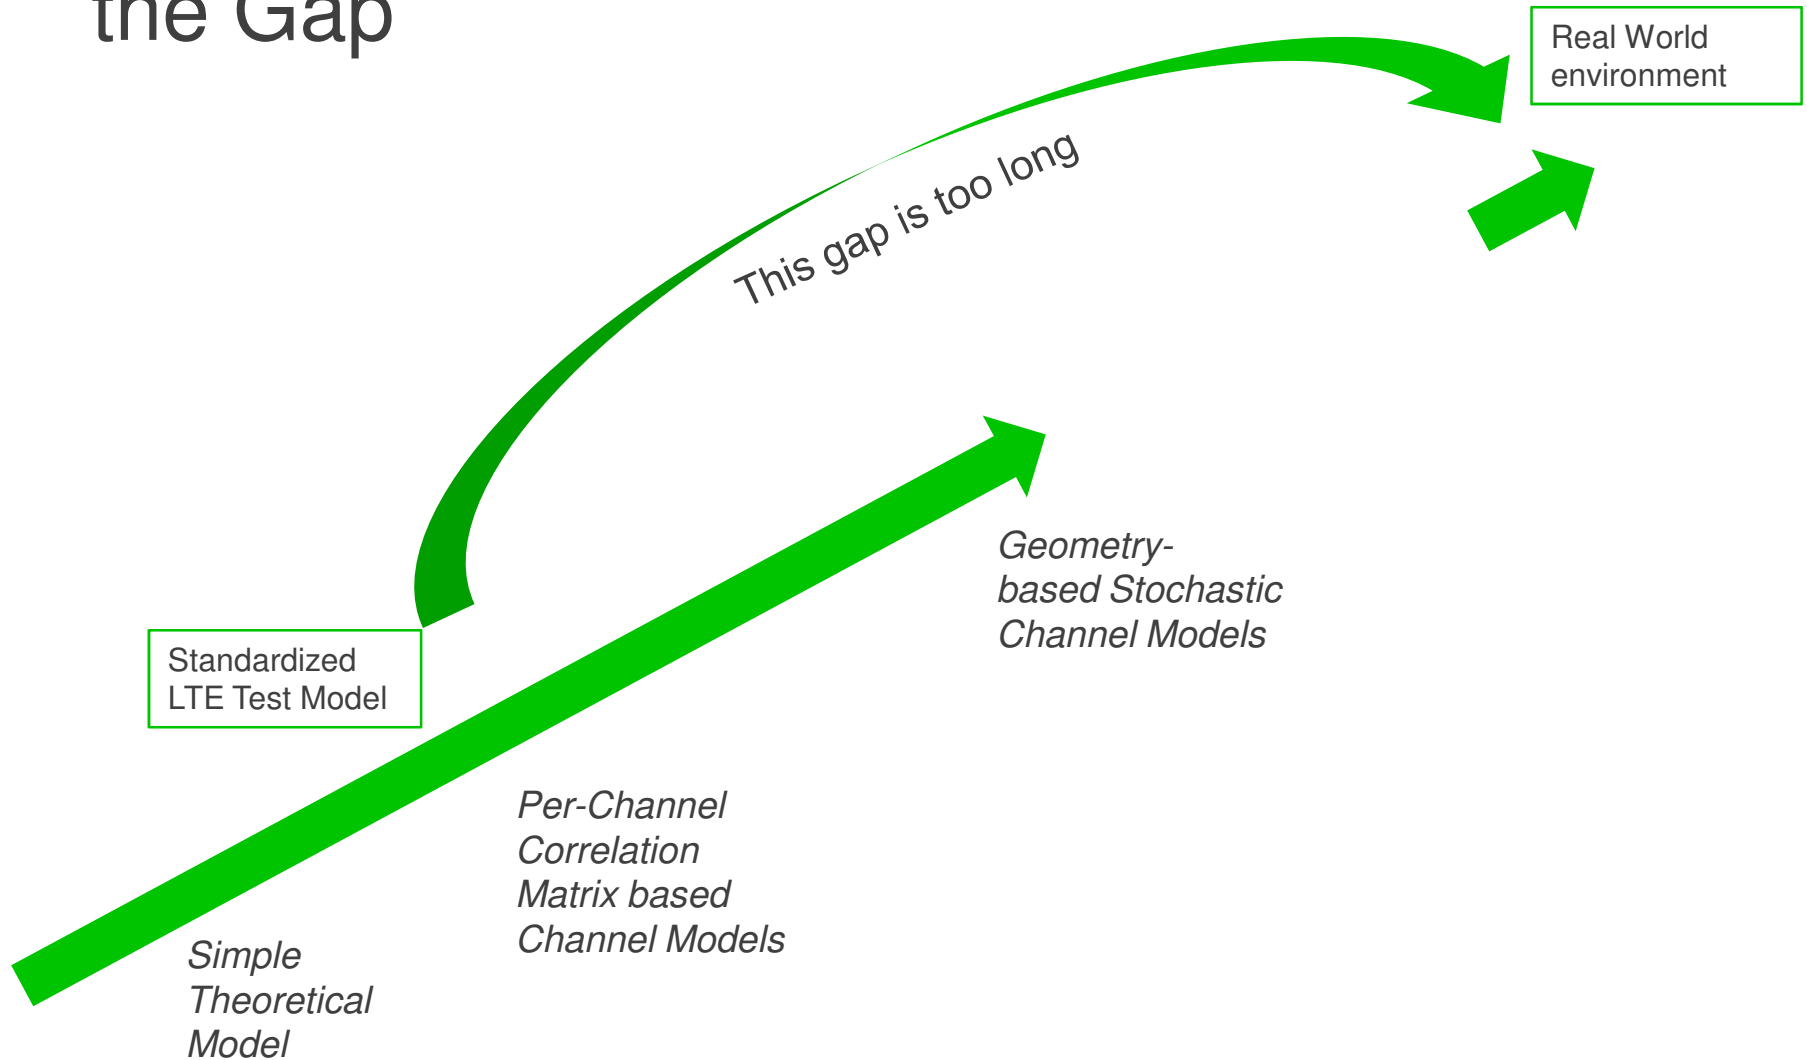 the Gap
Real World
environment
This gap is too long
Geometry-
based Stochastic
Channel Models
Standardized
LTE Test Model
Per-Channel
Correlation
Matrix based
Channel Models
Simple
Theoretical
Model